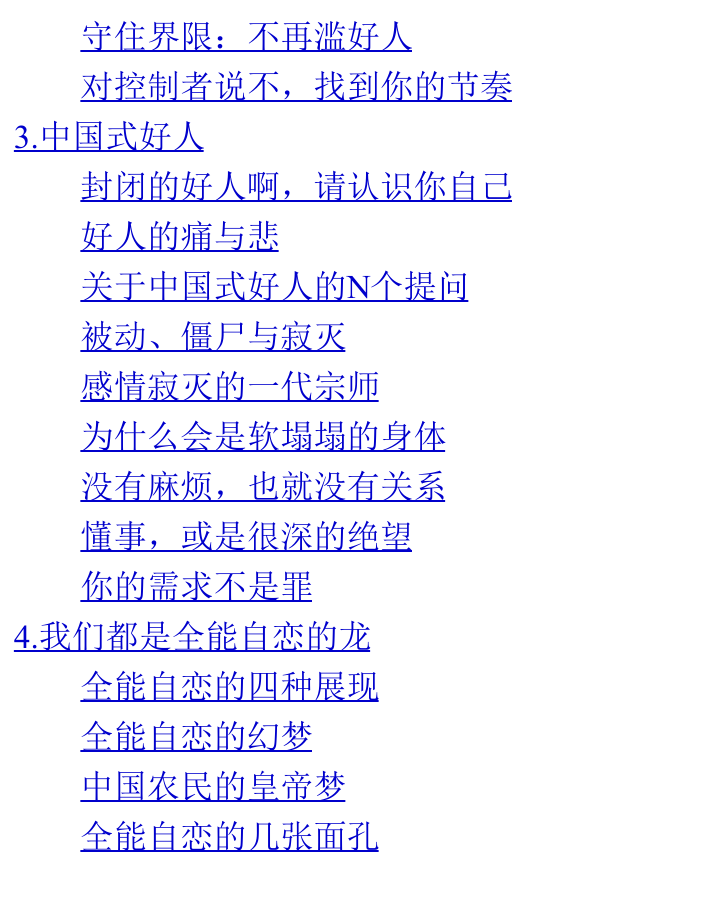 守住界限：不再滥好人
对控制者说不，找到你的节奏
3.中国式好人
封闭的好人啊，请认识你自己
好人的痛与悲
关于中国式好人的N个提问
被动、僵尸与寂灭
感情寂灭的一代宗师
为什么会是软塌塌的身体
没有麻烦，也就没有关系
懂事，或是很深的绝望
你的需求不是罪
4.我们都是全能自恋的龙
全能自恋的四种展现
全能自恋的幻梦
中国农民的皇帝梦
全能自恋的几张面孔